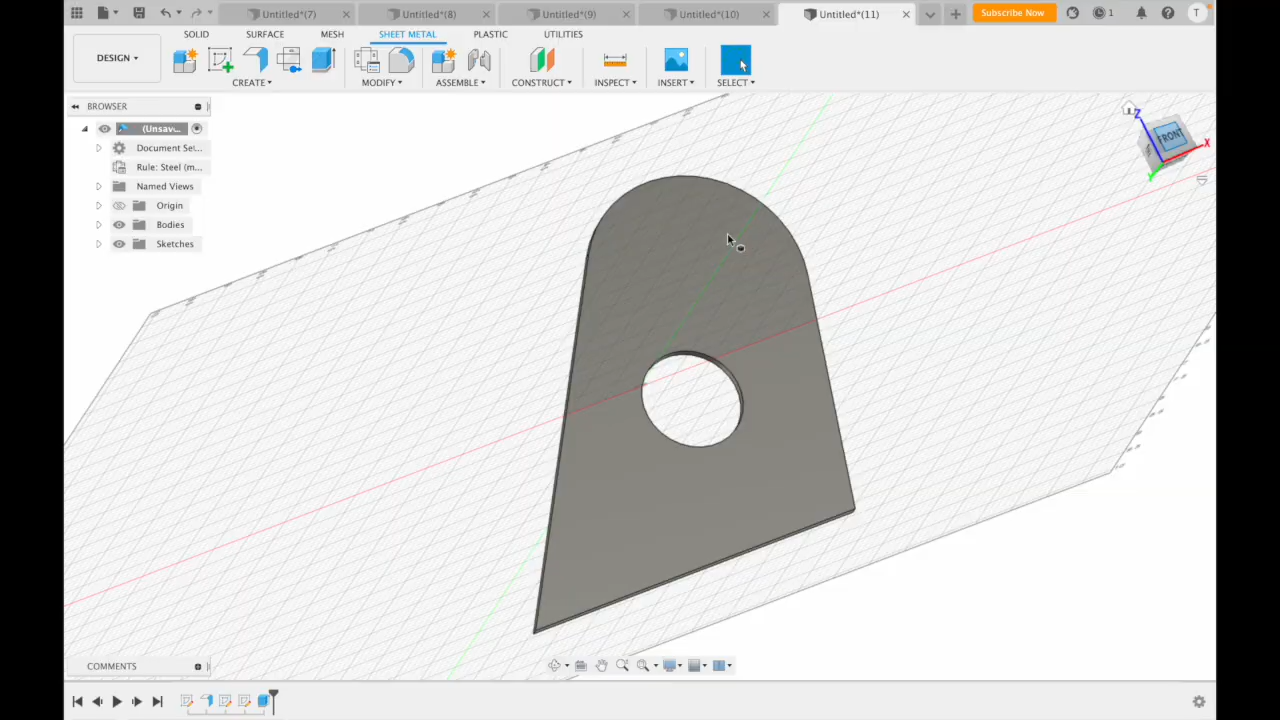 Untitled*(7)
Untitled*(8)
Untitled*(9)
Untitled*(10)
Untitled*(11)
Subscribe Now
1
T
DESIGN
SOLID
SURFACE
MESH
SHEET METAL
PLASTIC
UTILITIES
CREATE
MODIFY
ASSEMBLE
CONSTRUCT
INSPECT
INSERT
SELECT
BROWSER
(Unsav...
Document Set...
Rule: Steel (m...
Named Views
Origin
Bodies
Sketches
Z
FRONT
X
Y
COMMENTS